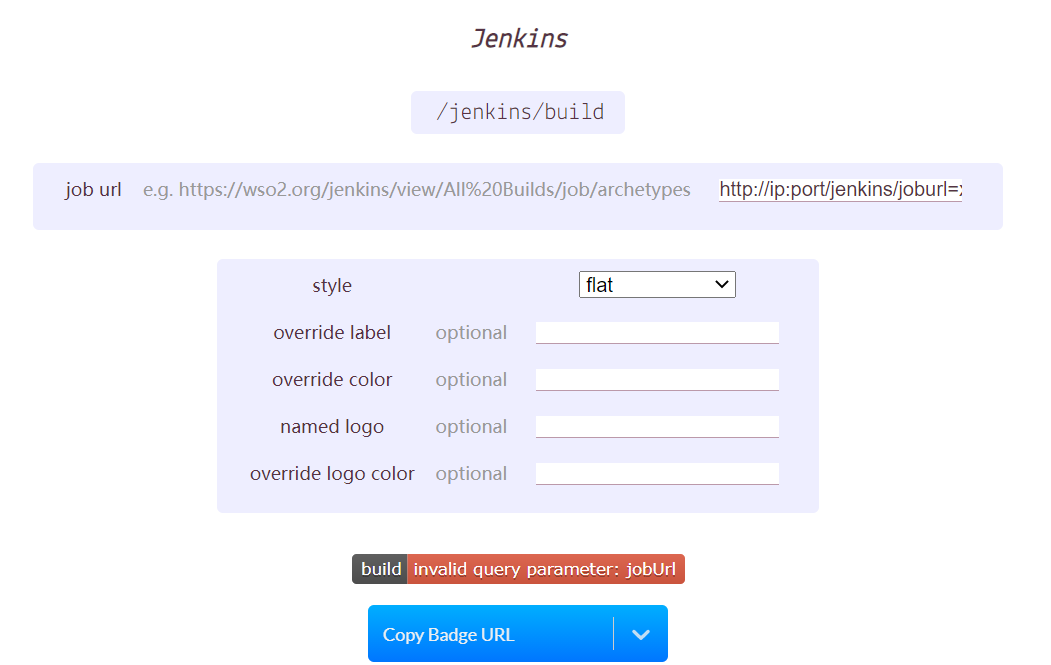 Jenkins
/jenkins/build
job url e.g. https://wso2.org/jenkins/view/All%20Builds/job/archetypes http://ip:port/jenkins/joburl=
style flat
override label optional
override color optional
named logo optional
override logo color optional
build invalid query parameter: jobUrl
Copy Badge URL